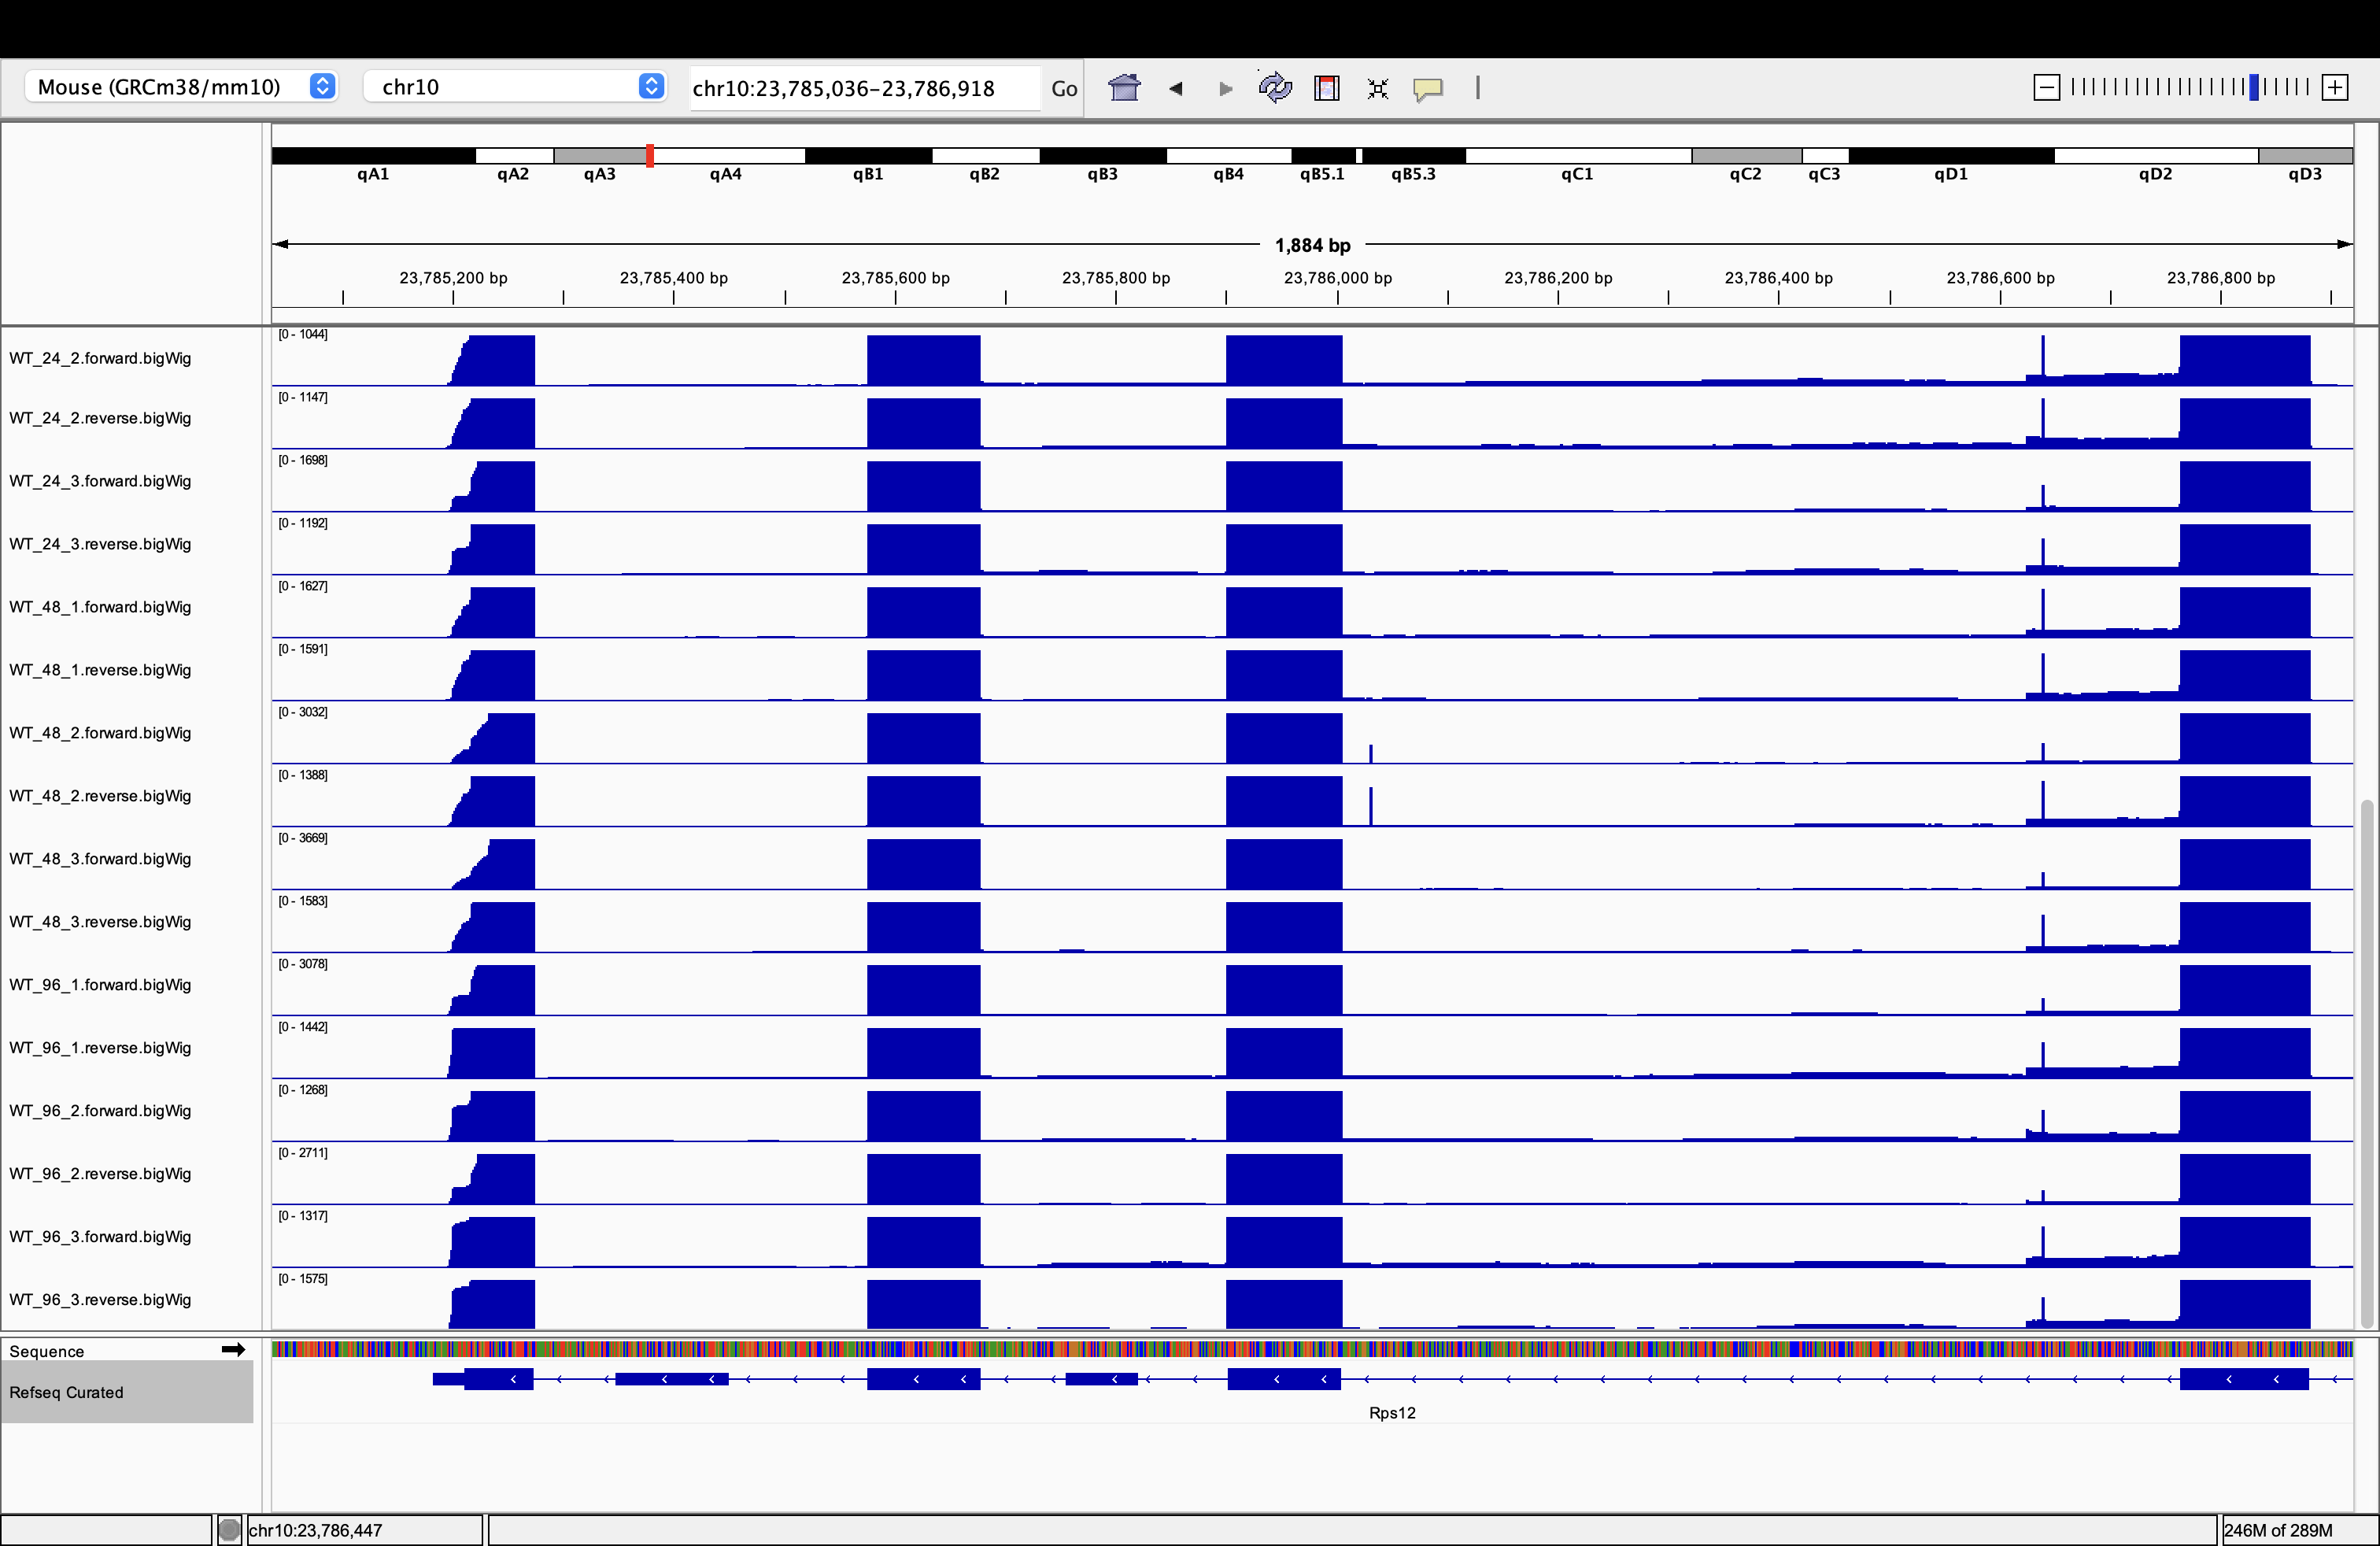 Mouse (GRCm38/mm10) chr10 chr10:23,785,036-23,786,918 Go
qA1 qA2 qA3 qA4 qB1 qB2 qB3 qB4 qB5.1 qB5.3 qC1 qC2 qC3 qD1 qD2 qD3
1,884 bp
23,785,200 bp 23,785,400 bp 23,785,600 bp 23,785,800 bp 23,786,000 bp 23,786,200 bp 23,786,400 bp 23,786,600 bp 23,786,800 bp
[0 - 1044]
WT_24_2.forward.bigWig
[0 - 1147]
WT_24_2.reverse.bigWig
[0 - 1698]
WT_24_3.forward.bigWig
[0 - 1192]
WT_24_3.reverse.bigWig
[0 - 1627]
WT_48_1.forward.bigWig
[0 - 1591]
WT_48_1.reverse.bigWig
[0 - 3032]
WT_48_2.forward.bigWig
[0 - 1388]
WT_48_2.reverse.bigWig
[0 - 3669]
WT_48_3.forward.bigWig
[0 - 1583]
WT_48_3.reverse.bigWig
[0 - 3078]
WT_96_1.forward.bigWig
[0 - 1442]
WT_96_1.reverse.bigWig
[0 - 1268]
WT_96_2.forward.bigWig
[0 - 2711]
WT_96_2.reverse.bigWig
[0 - 1317]
WT_96_3.forward.bigWig
[0 - 1575]
WT_96_3.reverse.bigWig
Sequence
Refseq Curated
Rps12
chr10:23,786,447 246M of 289M